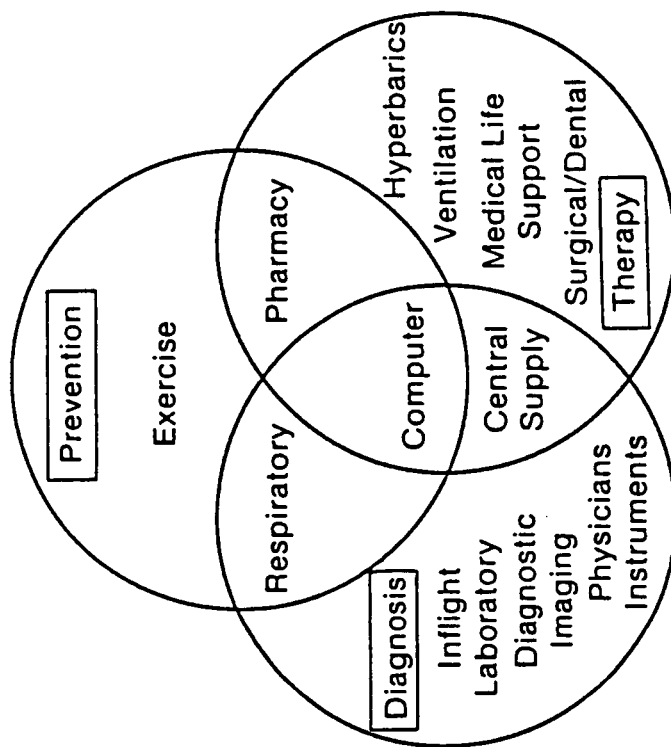 Prevention
Exercise
Respiratory
Pharmacy
Computer
Central
Supply
Diagnosis
Inflight
Laboratory
Diagnostic
Imaging
Physicians
Instruments
Hyperbarics
Ventilation
Medical Life
Support
Surgical/Dental
Therapy